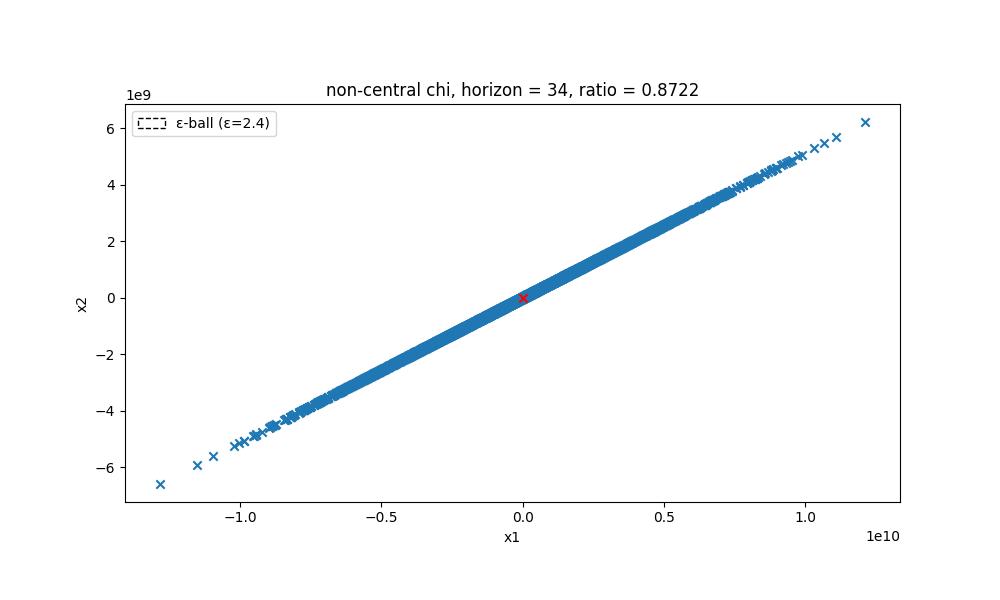 non-central chi, horizon = 34, ratio = 0.8722
1e9
ε-ball (ε=2.4)
6
4
2
0
−2
−4
−6
x2
−1.0 −0.5 0.0 0.5 1.0
x1
1e10